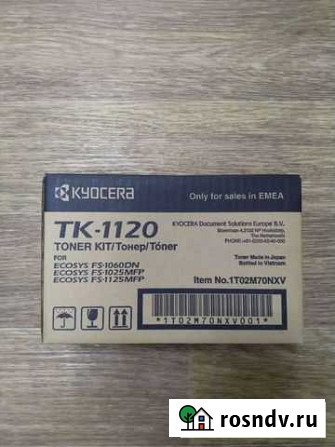 KYOCERA
Only for sales in EMEA
TK-1120
TONER KIT/Тонер/Tóner
KYOCERA Document Solutions Europe B.V.
The Netherlands
FOR
ECOSYS FS-1060DN
ECOSYS FS-1025MFP
ECOSYS FS-1125MFP
Toner Made in Japan
Bottled in Vietnam
Item No.1T02M70NXV
*1T02M70NXV001*
rosndv.ru